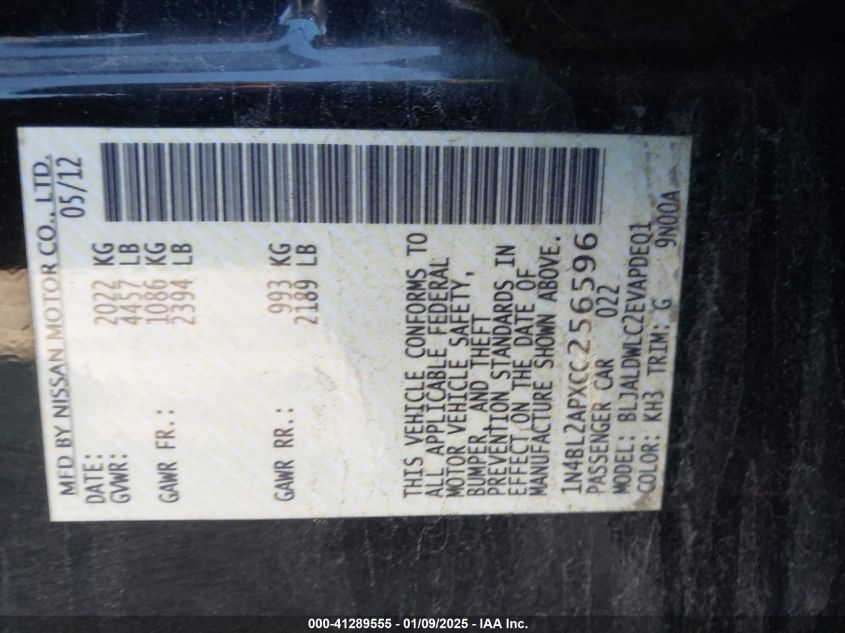 MFD BY NISSAN MOTOR CO., LTD.
DATE: 05/12
GVWR: 2022 KG
4457 LB
GAWR FR.: 1086 KG
2394 LB
GAWR RR.: 993 KG
2189 LB
THIS VEHICLE CONFORMS TO
ALL APPLICABLE FEDERAL
MOTOR VEHICLE SAFETY,
BUMPER, AND THEFT
PREVENTION STANDARDS IN
EFFECT ON THE DATE OF
MANUFACTURE SHOWN ABOVE.
1N4BL2APXCC256596
PASSENGER CAR 022
MODEL: BLJALDWLC2EVAPDEQ1
COLOR: KH3 TRIM: G 9N00A
000-41289555 - 01/09/2025 - IAA Inc.